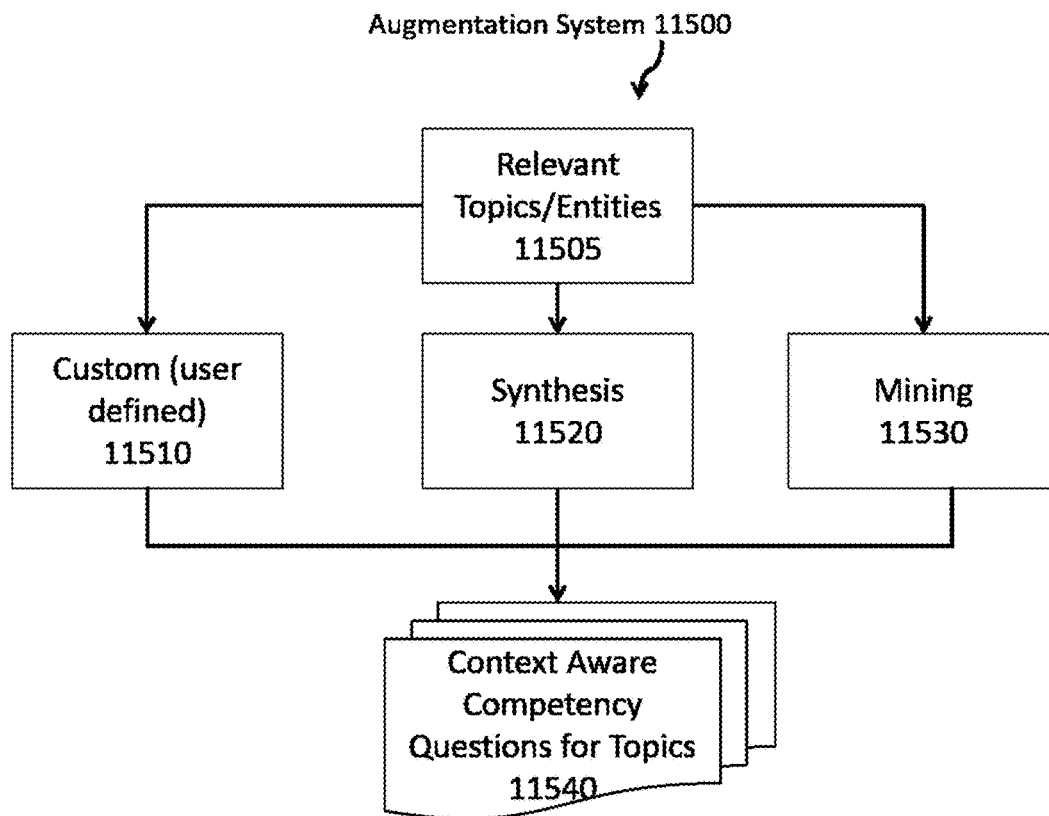 Augmentation System 11500
Relevant
Topics/Entities
11505
Custom (user
defined)
11510
Synthesis
11520
Mining
11530
Context Aware
Competency
Questions for Topics
11540